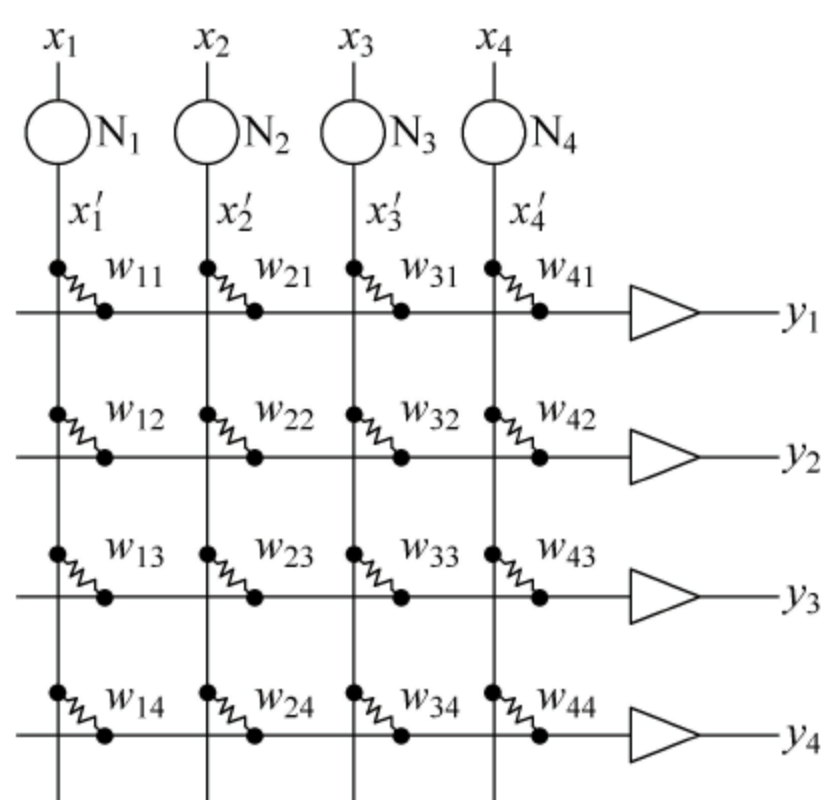 x₁ x₂ x₃ x₄
N₁ N₂ N₃ N₄
x₁′ x₂′ x₃′ x₄′
w₁₁ w₂₁ w₃₁ w₄₁
y₁
w₁₂ w₂₂ w₃₂ w₄₂
y₂
w₁₃ w₂₃ w₃₃ w₄₃
y₃
w₁₄ w₂₄ w₃₄ w₄₄
y₄